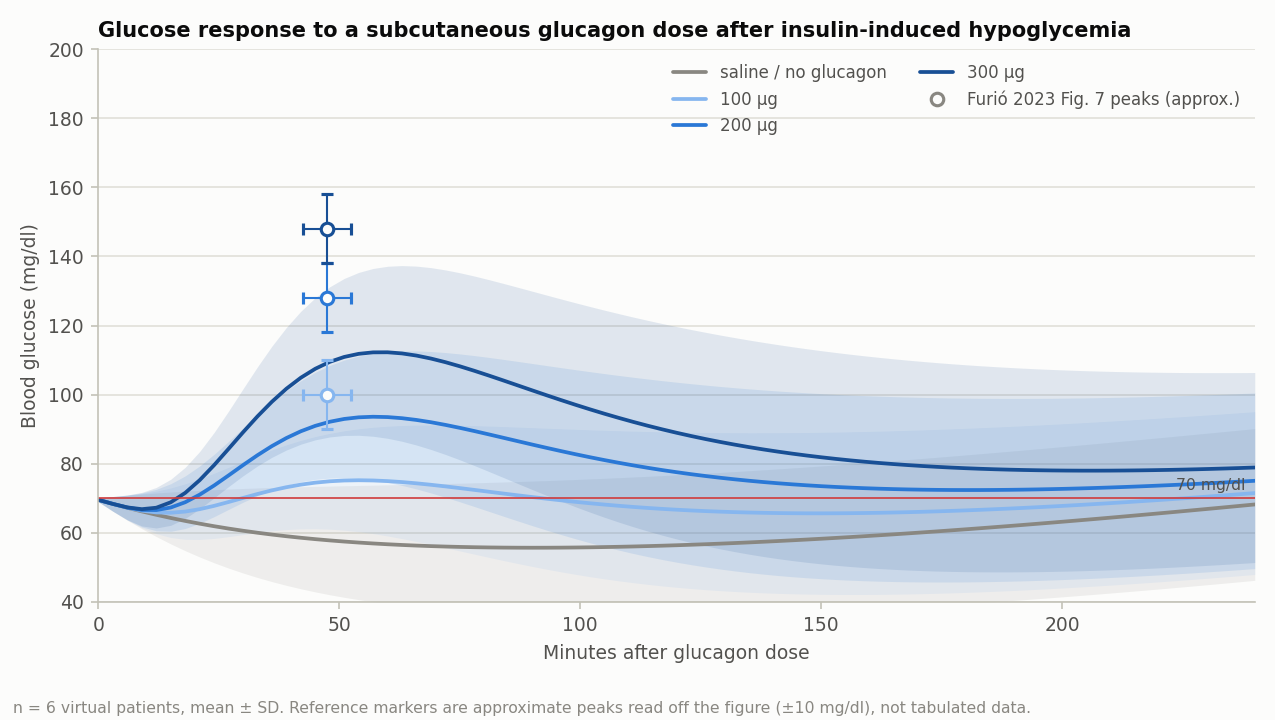 Glucose response to a subcutaneous glucagon dose after insulin-induced hypoglycemia
saline / no glucagon
100 µg
200 µg
300 µg
Furió 2023 Fig. 7 peaks (approx.)
Blood glucose (mg/dl)
200
180
160
140
120
100
80
60
40
70 mg/dl
0
50
100
150
200
Minutes after glucagon dose
n = 6 virtual patients, mean ± SD. Reference markers are approximate peaks read off the figure (±10 mg/dl), not tabulated data.